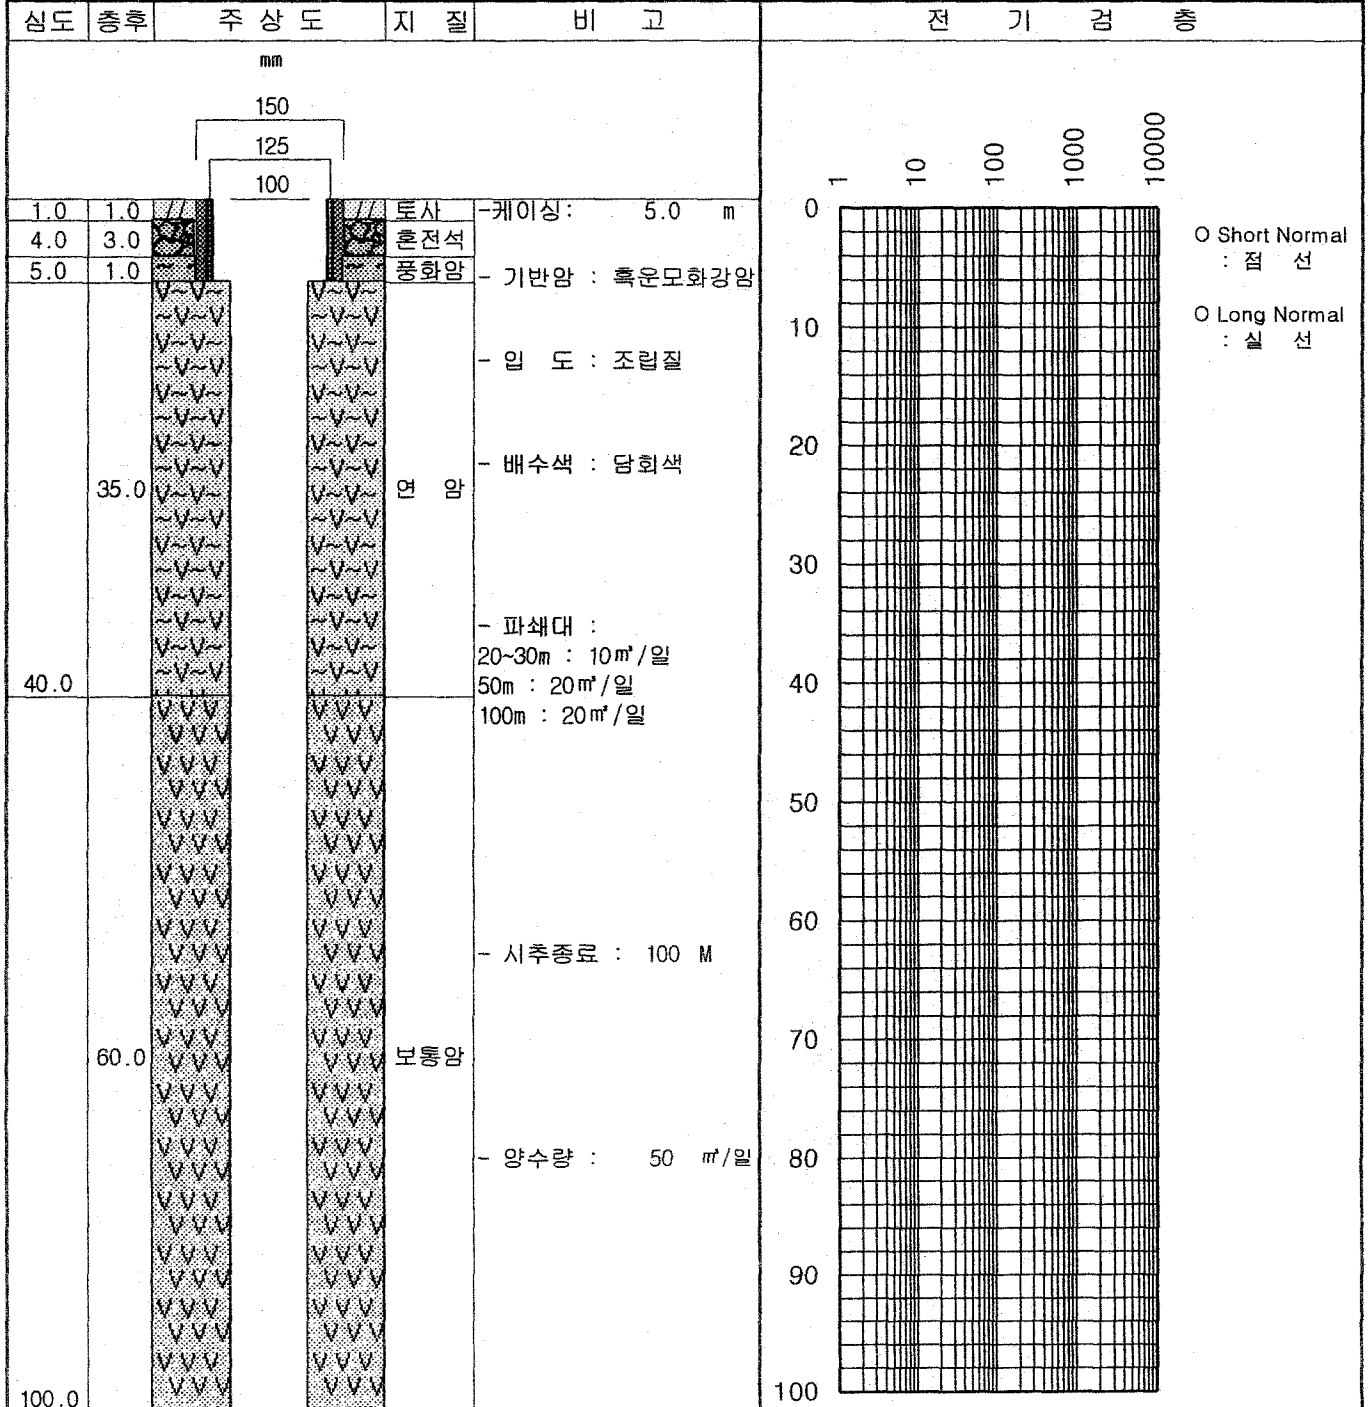 심도 층후 주 상 도 지 질 비 고 전 기 검 층
mm
150
125
100
1 10 100 1000 10000
1.0 1.0 토사 -케이싱: 5.0 m
4.0 3.0 혼전석
5.0 1.0 풍화암 - 기반암 : 흑운모화강암
- 입 도 : 조립질
- 배수색 : 담회색
35.0 연 암
- 파쇄대 :
20~30m : 10㎥/일
40.0 50m : 20㎥/일
100m : 20㎥/일
- 시추종료 : 100 M
60.0 보통암
- 양수량 : 50 ㎥/일
100.0
0
10
20
30
40
50
60
70
80
90
100
O Short Normal
: 점 선
O Long Normal
: 실 선